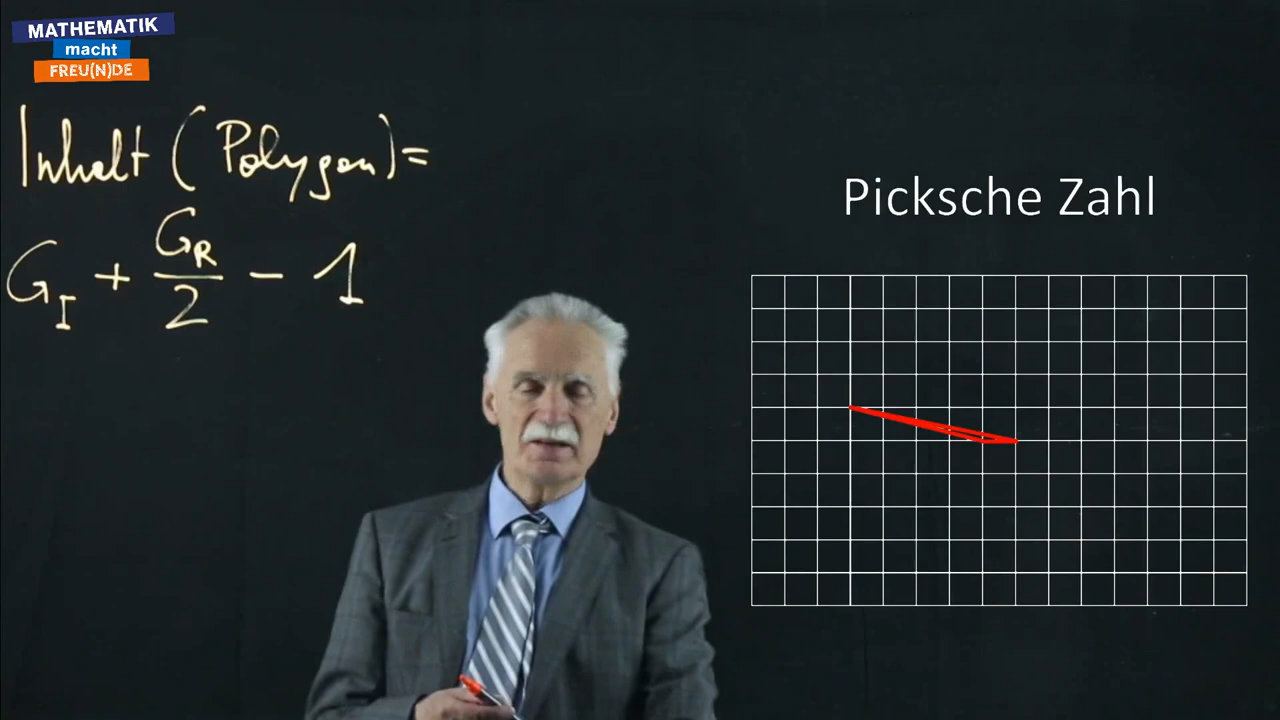 MATHEMATIK
macht
FREU(N)DE
Inhalt (Polygon) =
G_I + G_R/2 - 1
Picksche Zahl